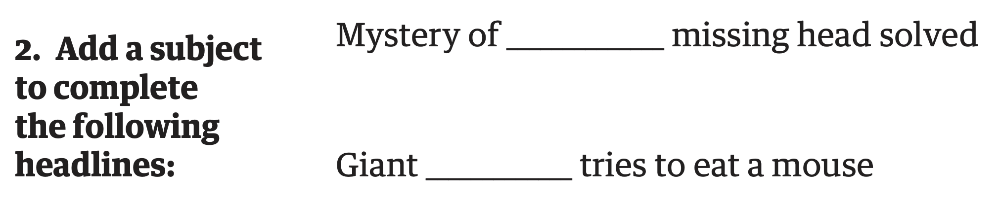 2. Add a subject
to complete
the following
headlines:
Mystery of __________ missing head solved
Giant __________ tries to eat a mouse